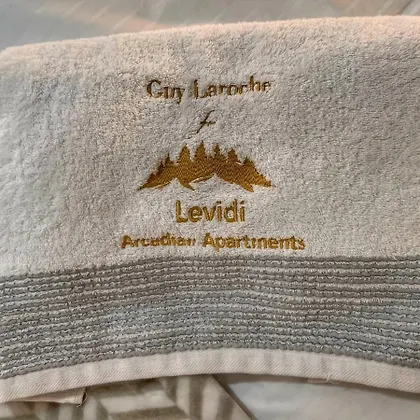 Guy Laroche
f
Levidi
Arcadian Apartments